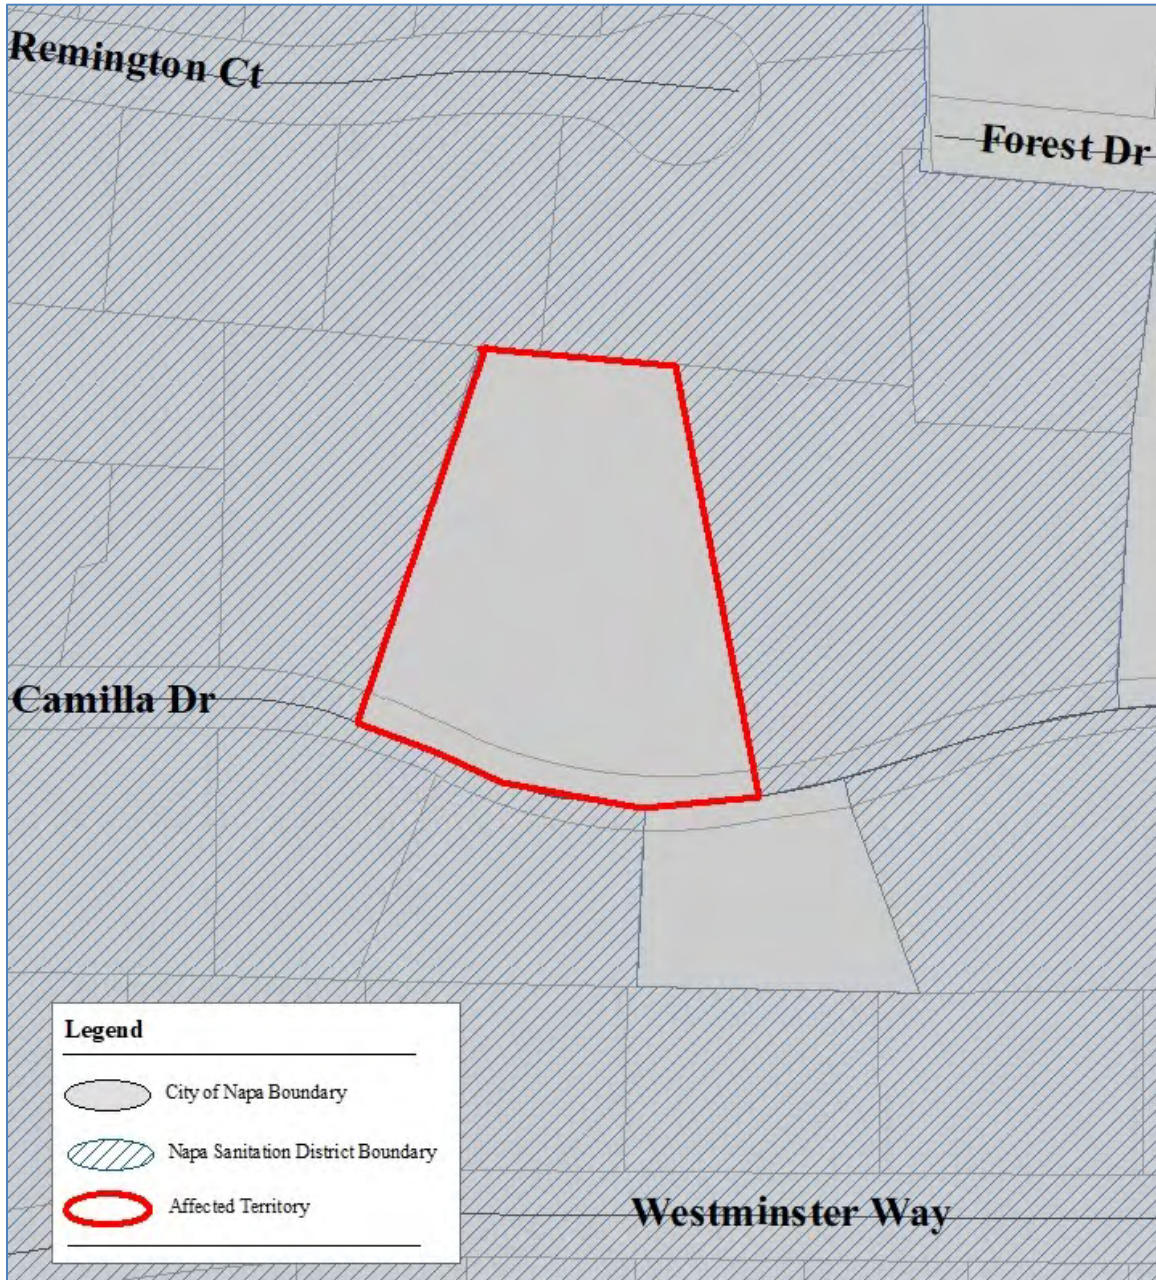 Remington Ct
Forest Dr
Camilla Dr
Legend
City of Napa Boundary
Napa Sanitation District Boundary
Affected Territory
Westminster Way